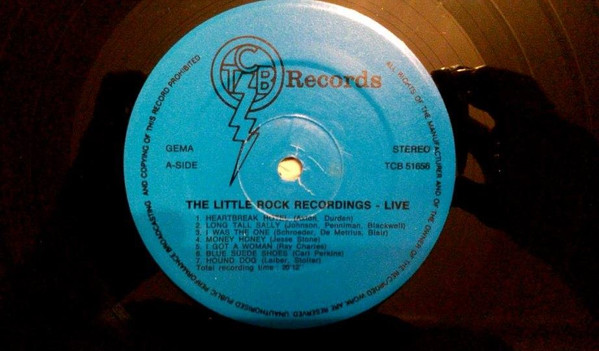 TCB Records
GEMA STEREO
A-SIDE TCB 51656
THE LITTLE ROCK RECORDINGS - LIVE
1. HEARTBREAK HOTEL (Axton, Durden)
2. LONG TALL SALLY (Johnson, Penniman, Blackwell)
3. I WAS THE ONE (Schroeder, De Metrius, Blair)
4. MONEY HONEY (Jesse Stone)
5. I GOT A WOMAN (Ray Charles)
6. BLUE SUEDE SHOES (Carl Perkins)
7. HOUND DOG (Leiber, Stoller)
Total recording time :
ALL RIGHTS OF THE MANUFACTURER AND OF THE OWNER OF THE RECORDED WORK ARE RESERVED. UNAUTHORISED PUBLIC PERFORMANCE BROADCASTING AND COPYING OF THIS RECORD PROHIBITED